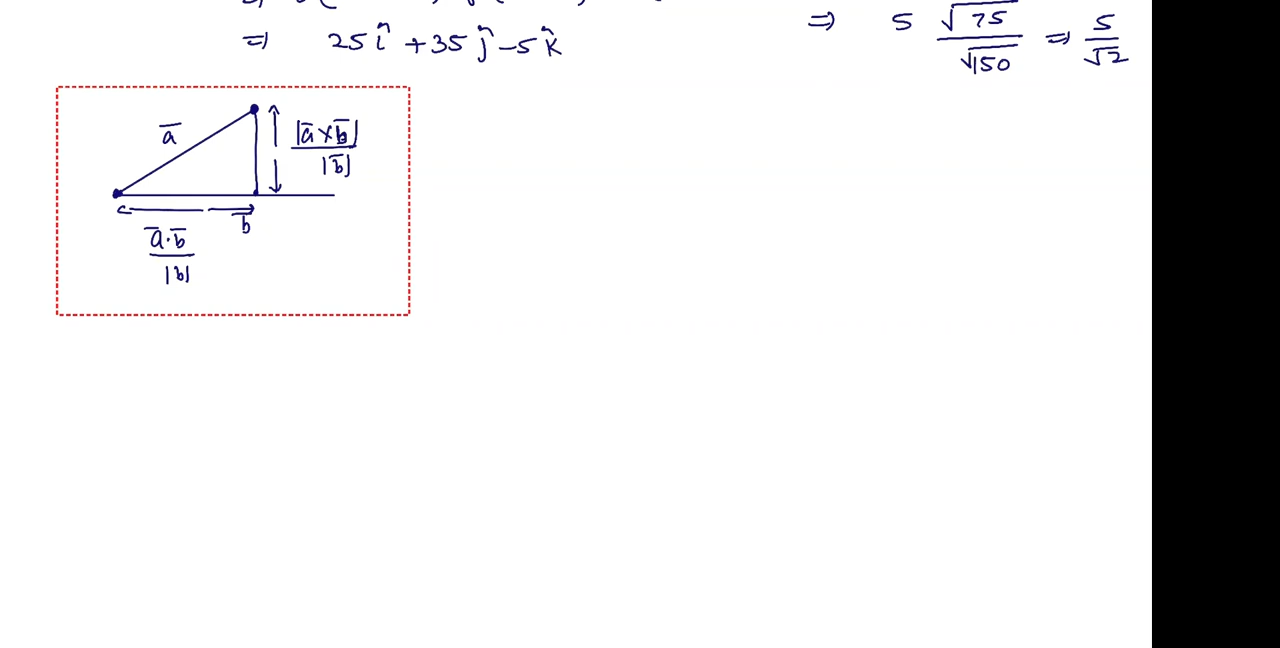 ⇒ 25î + 35ĵ - 5k̂
⇒ 5 √75/√150 ⇒ 5/√2
a̅
|a̅ × b̅|/|b̅|
b̅
a̅·b̅/|b|